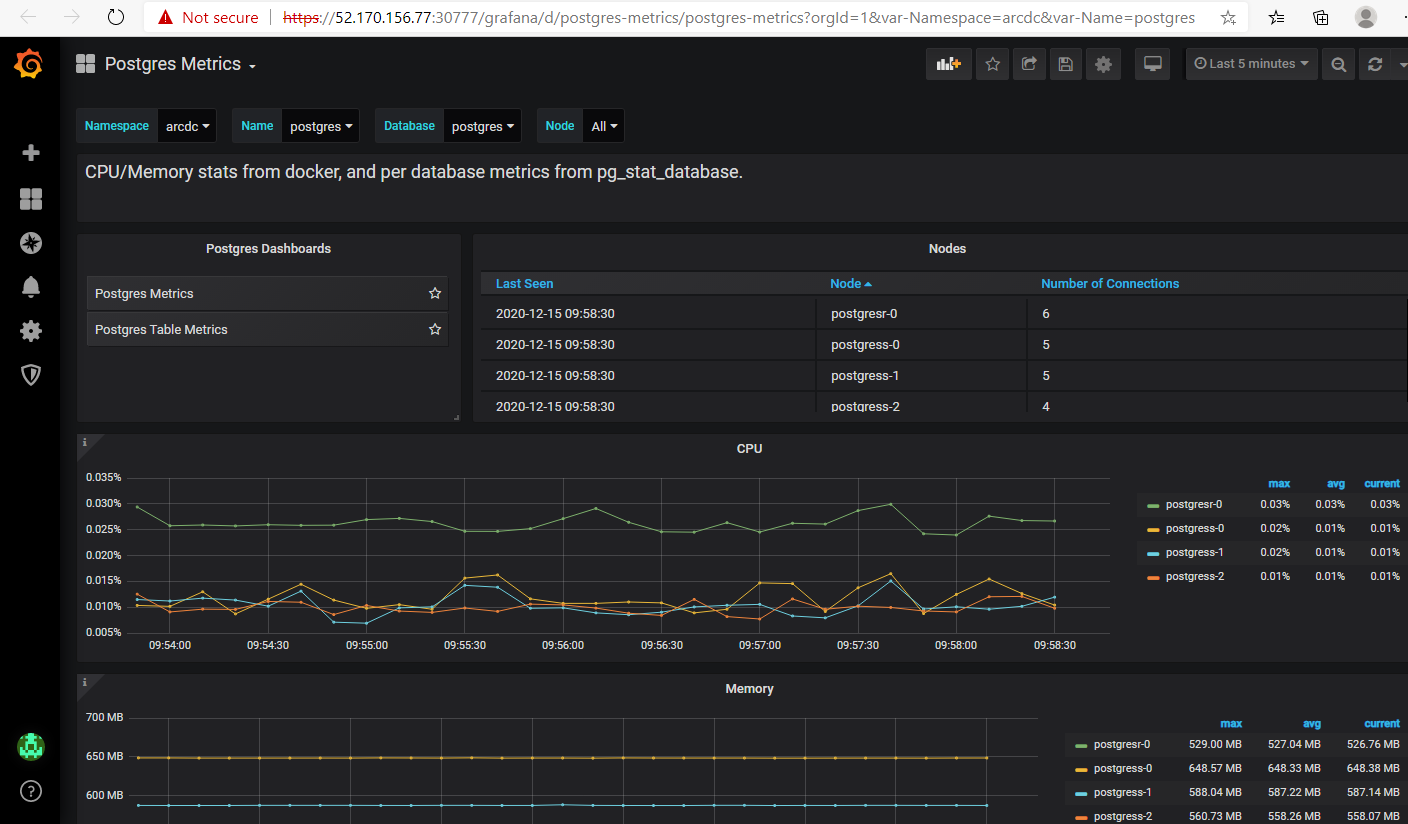 Not secure | https://52.170.156.77:30777/grafana/d/postgres-metrics/postgres-metrics?orgId=1&var-Namespace=arcdc&var-Name=postgres
Postgres Metrics
Last 5 minutes
Namespace arcdc Name postgres Database postgres Node All
CPU/Memory stats from docker, and per database metrics from pg_stat_database.
Postgres Dashboards
Postgres Metrics
Postgres Table Metrics
Nodes
Last Seen Node Number of Connections
2020-12-15 09:58:30 postgresr-0 6
2020-12-15 09:58:30 postgress-0 5
2020-12-15 09:58:30 postgress-1 5
2020-12-15 09:58:30 postgress-2 4
i
CPU
0.035%
0.030%
0.025%
0.020%
0.015%
0.010%
0.005%
09:54:00 09:54:30 09:55:00 09:55:30 09:56:00 09:56:30 09:57:00 09:57:30 09:58:00 09:58:30
max avg current
postgresr-0 0.03% 0.03% 0.03%
postgress-0 0.02% 0.01% 0.01%
postgress-1 0.02% 0.01% 0.01%
postgress-2 0.01% 0.01% 0.01%
i
Memory
700 MB
650 MB
600 MB
max avg current
postgresr-0 529.00 MB 527.04 MB 526.76 MB
postgress-0 648.57 MB 648.33 MB 648.38 MB
postgress-1 588.04 MB 587.22 MB 587.14 MB
postgress-2 560.73 MB 558.26 MB 558.07 MB
?